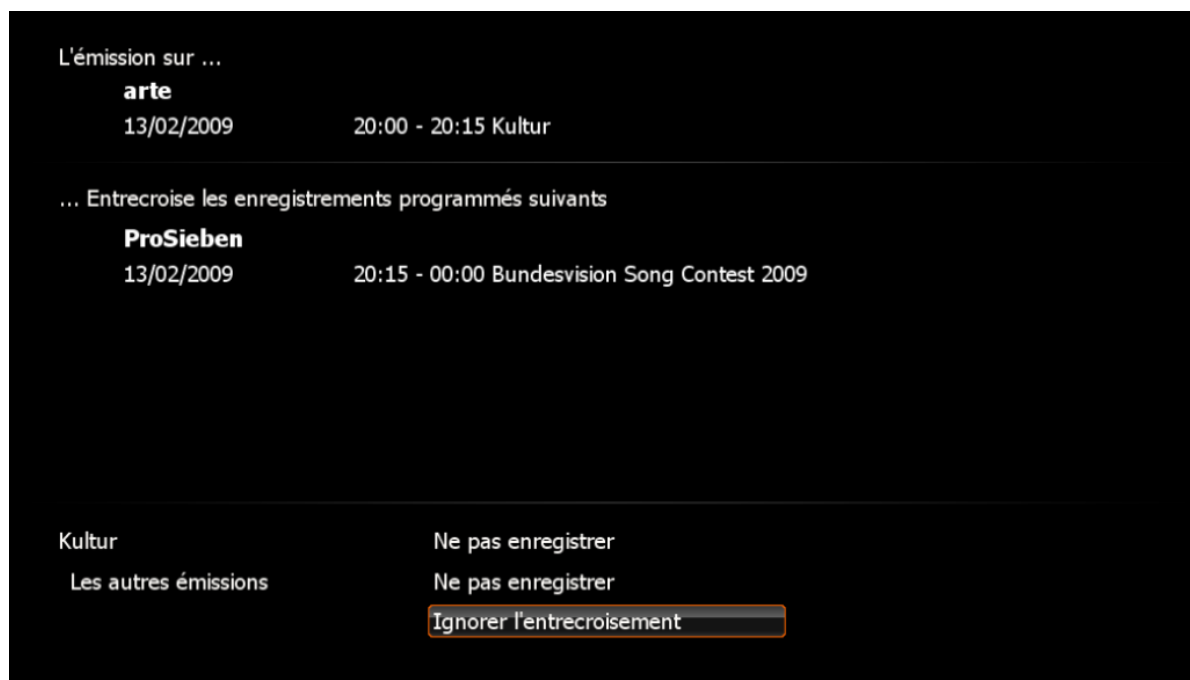 L'émission sur ...
arte
13/02/2009 20:00 - 20:15 Kultur
... Entrecroise les enregistrements programmés suivants
ProSieben
13/02/2009 20:15 - 00:00 Bundesvision Song Contest 2009
Kultur Ne pas enregistrer
Les autres émissions Ne pas enregistrer
Ignorer l'entrecroisement